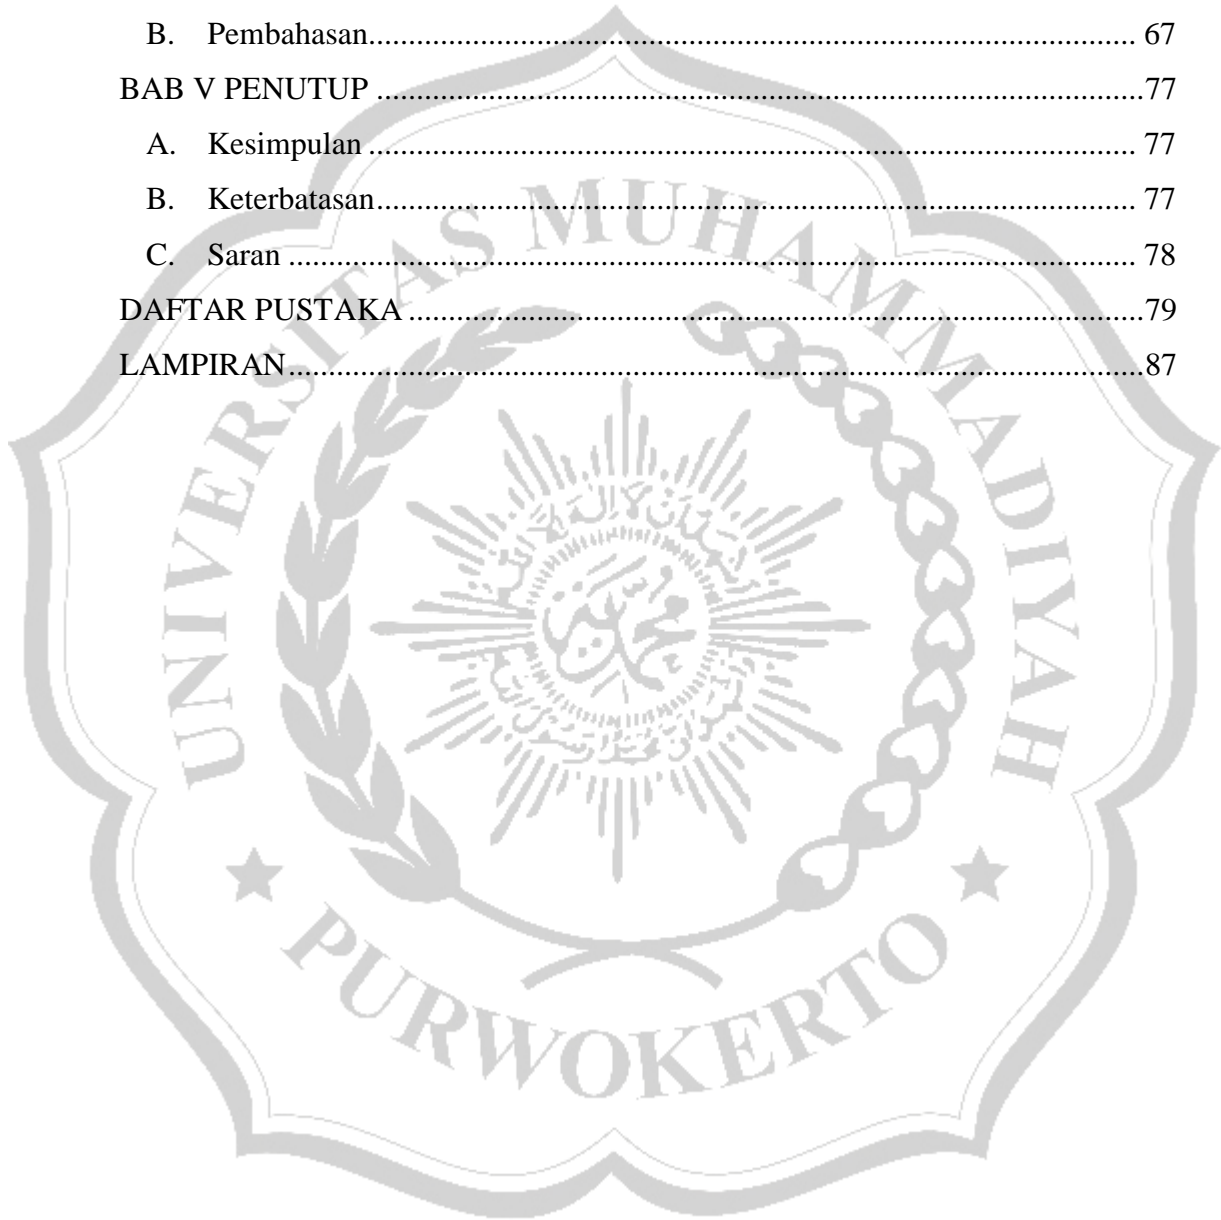 B. Pembahasan................................................................................................ 67
BAB V PENUTUP ................................................................................................77
A. Kesimpulan ................................................................................................ 77
B. Keterbatasan................................................................................................ 77
C. Saran ................................................................................................ 78
DAFTAR PUSTAKA ................................................................................................79
LAMPIRAN................................................................................................87
UNIVERSITAS MUHAMMADIYAH
PURWOKERTO